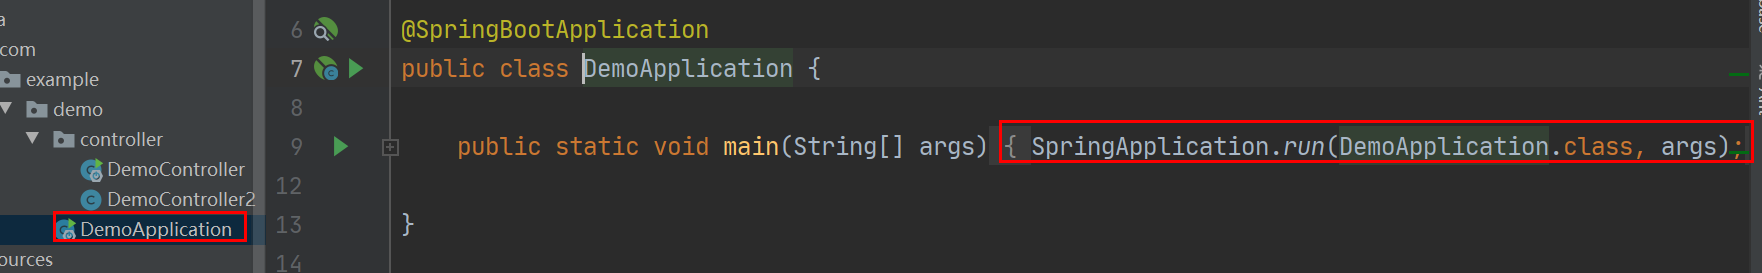 a
com
example
demo
controller
DemoController
DemoController2
DemoApplication
ources
6 @SpringBootApplication
7 public class DemoApplication {
8
9 public static void main(String[] args) { SpringApplication.run(DemoApplication.class, args);
12
13 }
14